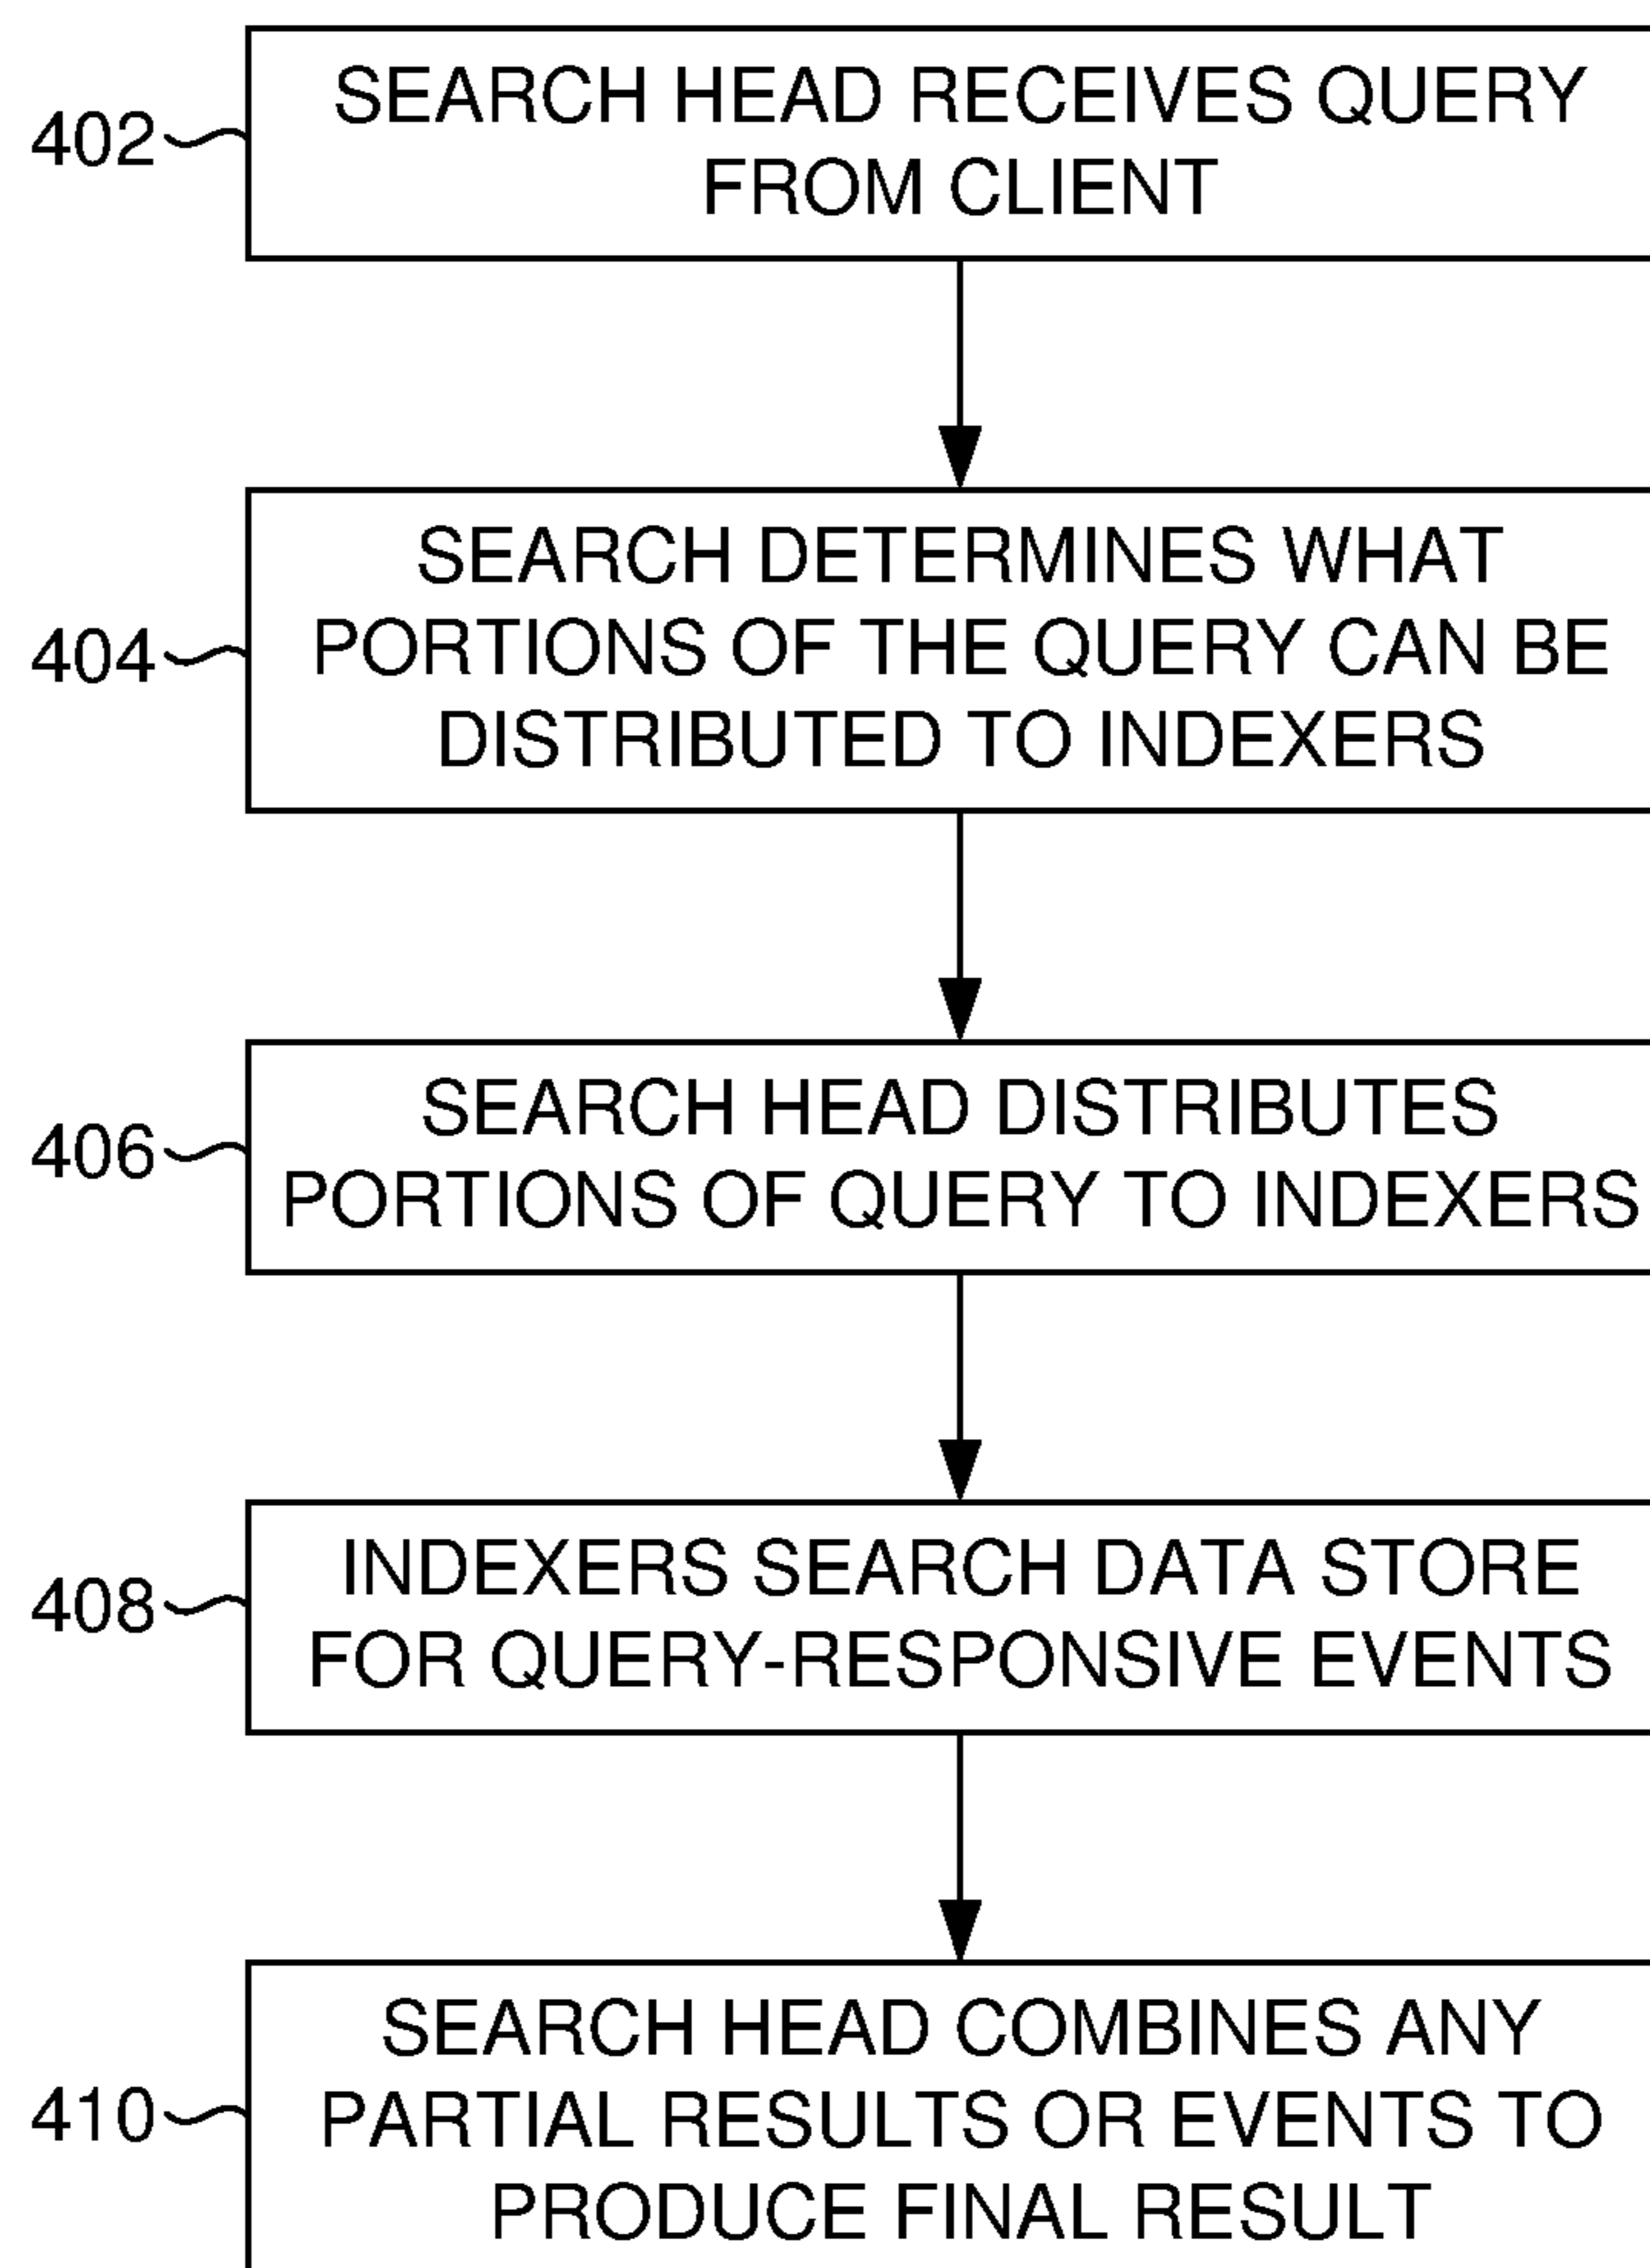 402
SEARCH HEAD RECEIVES QUERY
FROM CLIENT
404
SEARCH DETERMINES WHAT
PORTIONS OF THE QUERY CAN BE
DISTRIBUTED TO INDEXERS
406
SEARCH HEAD DISTRIBUTES
PORTIONS OF QUERY TO INDEXERS
408
INDEXERS SEARCH DATA STORE
FOR QUERY-RESPONSIVE EVENTS
410
SEARCH HEAD COMBINES ANY
PARTIAL RESULTS OR EVENTS TO
PRODUCE FINAL RESULT